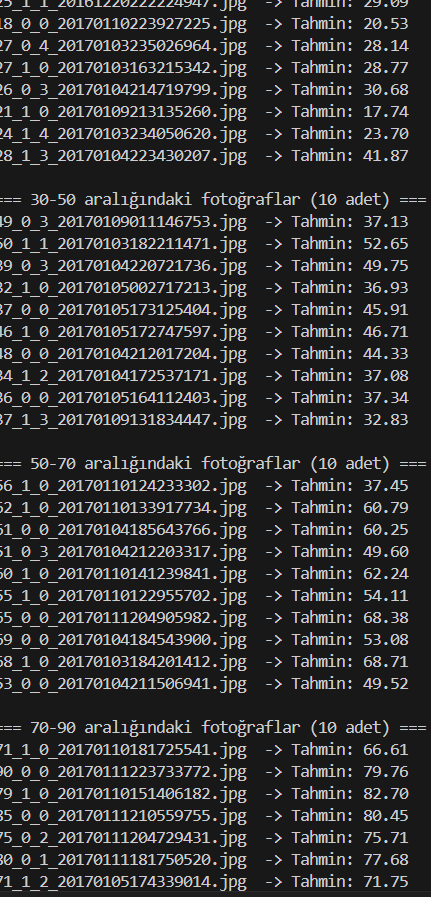 25_1_1_20161220222224947.jpg  -> Tahmin: 29.09
18_0_0_20170110223927225.jpg  -> Tahmin: 20.53
27_0_4_20170103235026964.jpg  -> Tahmin: 28.14
27_1_0_20170103163215342.jpg  -> Tahmin: 28.77
26_0_3_20170104214719799.jpg  -> Tahmin: 30.68
21_1_0_20170109213135260.jpg  -> Tahmin: 17.74
24_1_4_20170103234050620.jpg  -> Tahmin: 23.70
28_1_3_20170104223430207.jpg  -> Tahmin: 41.87
=== 30-50 aralığındaki fotoğraflar (10 adet) ===
49_0_3_20170109011146753.jpg  -> Tahmin: 37.13
50_1_1_20170103182211471.jpg  -> Tahmin: 52.65
39_0_3_20170104220721736.jpg  -> Tahmin: 49.75
32_1_0_20170105002717213.jpg  -> Tahmin: 36.93
37_0_0_20170105173125404.jpg  -> Tahmin: 45.91
46_1_0_20170105172747597.jpg  -> Tahmin: 46.71
48_0_0_20170104212017204.jpg  -> Tahmin: 44.33
34_1_2_20170104172537171.jpg  -> Tahmin: 37.08
36_0_0_20170105164112403.jpg  -> Tahmin: 37.34
37_1_3_20170109131834447.jpg  -> Tahmin: 32.83
=== 50-70 aralığındaki fotoğraflar (10 adet) ===
56_1_0_20170110124233302.jpg  -> Tahmin: 37.45
62_1_0_20170110133917734.jpg  -> Tahmin: 60.79
61_0_0_20170104185643766.jpg  -> Tahmin: 60.25
51_0_3_20170104212203317.jpg  -> Tahmin: 49.60
60_1_0_20170110141239841.jpg  -> Tahmin: 62.24
55_1_0_20170110122955702.jpg  -> Tahmin: 54.11
65_0_0_20170111204905982.jpg  -> Tahmin: 68.38
69_0_0_20170104184543900.jpg  -> Tahmin: 53.08
68_1_0_20170103184201412.jpg  -> Tahmin: 68.71
53_0_0_20170104211506941.jpg  -> Tahmin: 49.52
=== 70-90 aralığındaki fotoğraflar (10 adet) ===
71_1_0_20170110181725541.jpg  -> Tahmin: 66.61
90_0_0_20170111223733772.jpg  -> Tahmin: 79.76
79_1_0_20170110151406182.jpg  -> Tahmin: 82.70
85_0_0_20170111210559755.jpg  -> Tahmin: 80.45
75_0_2_20170111204729431.jpg  -> Tahmin: 75.71
80_0_1_20170111181750520.jpg  -> Tahmin: 77.68
71_1_2_20170105174339014.jpg  -> Tahmin: 71.75